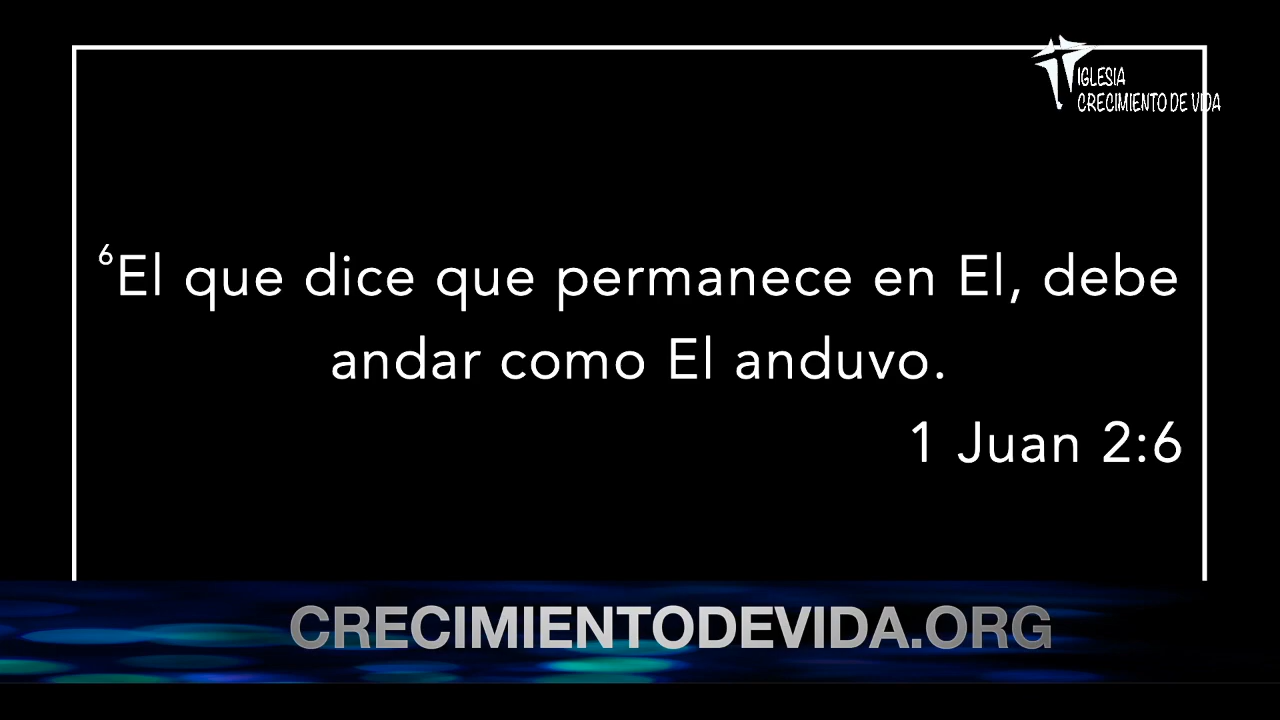 IGLESIA
CRECIMIENTO DE VIDA
⁶El que dice que permanece en El, debe
andar como El anduvo.
1 Juan 2:6
CRECIMIENTODEVIDA.ORG